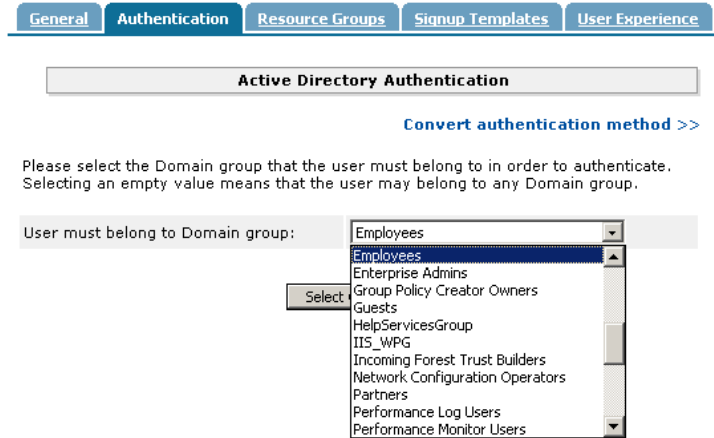 General Authentication Resource Groups Signup Templates User Experience
Active Directory Authentication
Convert authentication method >>
Please select the Domain group that the user must belong to in order to authenticate.
Selecting an empty value means that the user may belong to any Domain group.
User must belong to Domain group: Employees
Employees
Enterprise Admins
Group Policy Creator Owners
Select
Guests
HelpServicesGroup
IIS_WPG
Incoming Forest Trust Builders
Network Configuration Operators
Partners
Performance Log Users
Performance Monitor Users